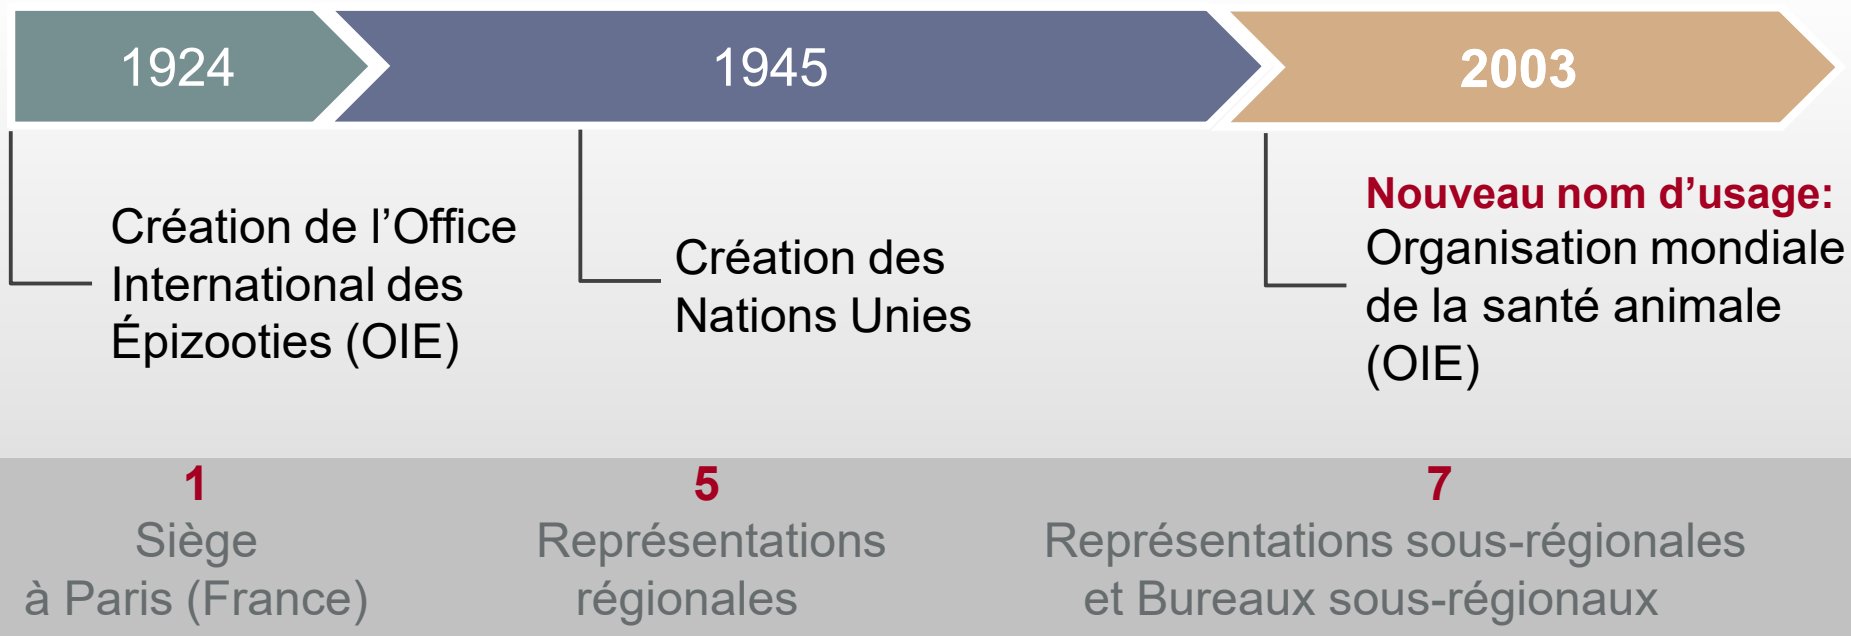 1924
1945
2003
Création de l’Office
International des
Épizooties (OIE)
Création des
Nations Unies
Nouveau nom d’usage:
Organisation mondiale
de la santé animale
(OIE)
1
Siège
à Paris (France)
5
Représentations
régionales
7
Représentations sous-régionales
et Bureaux sous-régionaux